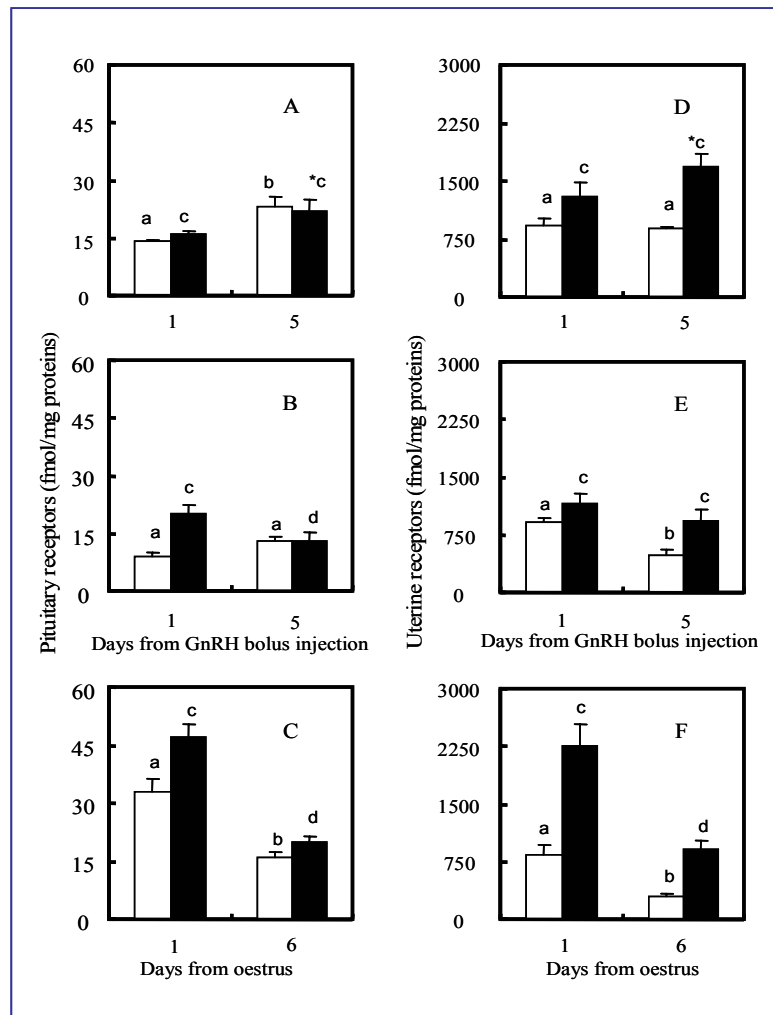 Pituitary receptors (fmol/mg proteins)
60
45
30
15
0
A
a
c
b
*c
1
5
60
45
30
15
0
B
a
c
a
d
1
5
Days from GnRH bolus injection
60
45
30
15
0
C
a
c
b
d
1
6
Days from oestrus
Uterine receptors (fmol/mg proteins)
3000
2250
1500
750
0
D
a
c
a
*c
1
5
3000
2250
1500
750
0
E
a
c
b
c
1
5
Days from GnRH bolus injection
3000
2250
1500
750
0
F
a
c
b
d
1
6
Days from oestrus